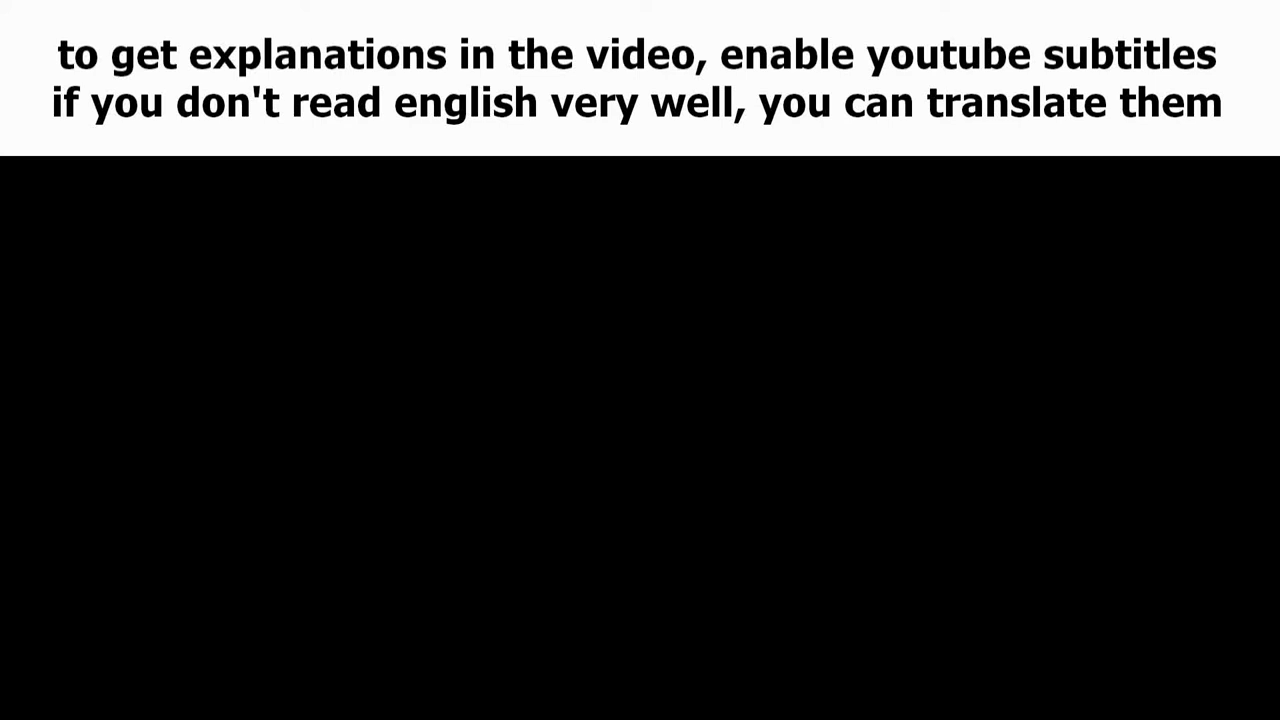 to get explanations in the video, enable youtube subtitles
if you don't read english very well, you can translate them